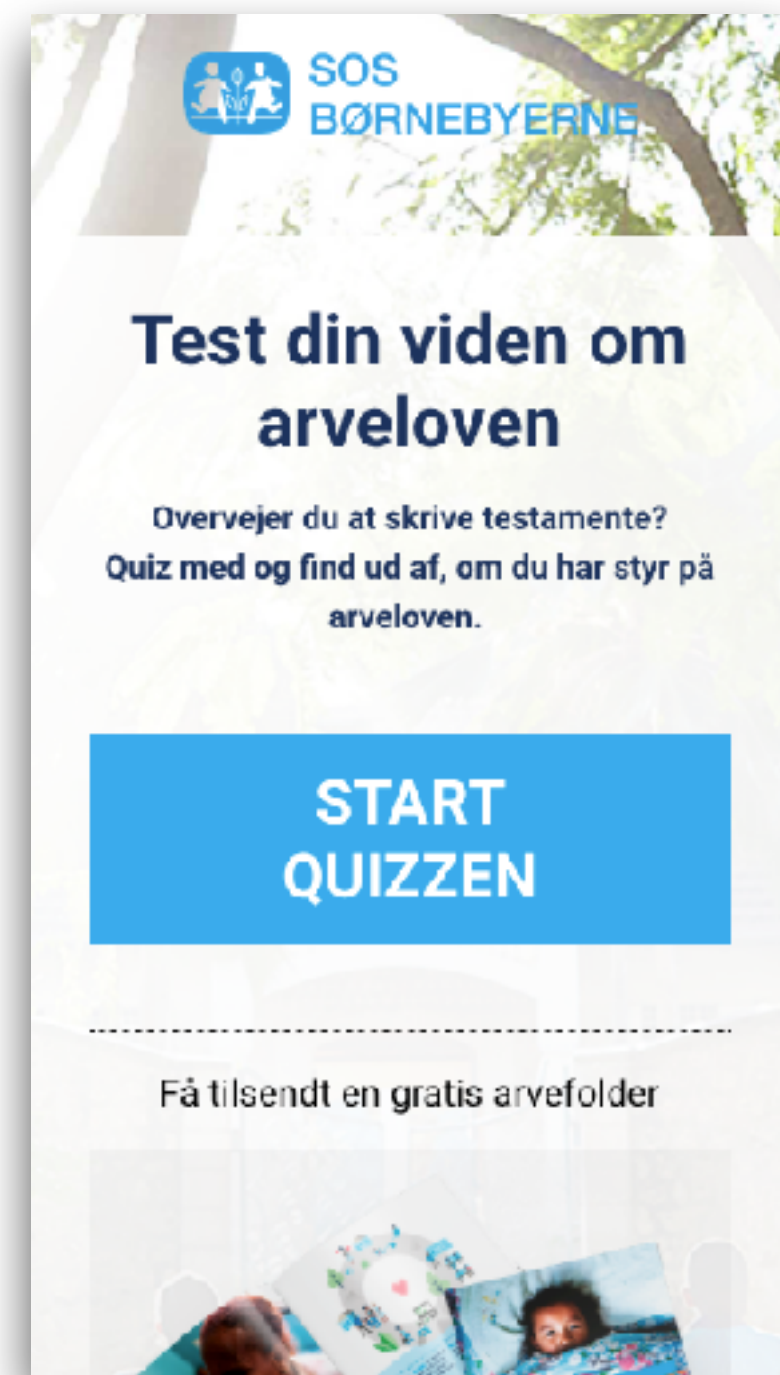 SOS
BØRNEBYERNE
Test din viden om
arveloven
Overvejer du at skrive testamente?
Quiz med og find ud af, om du har styr på
arveloven.
START
QUIZZEN
Få tilsendt en gratis arvefolder